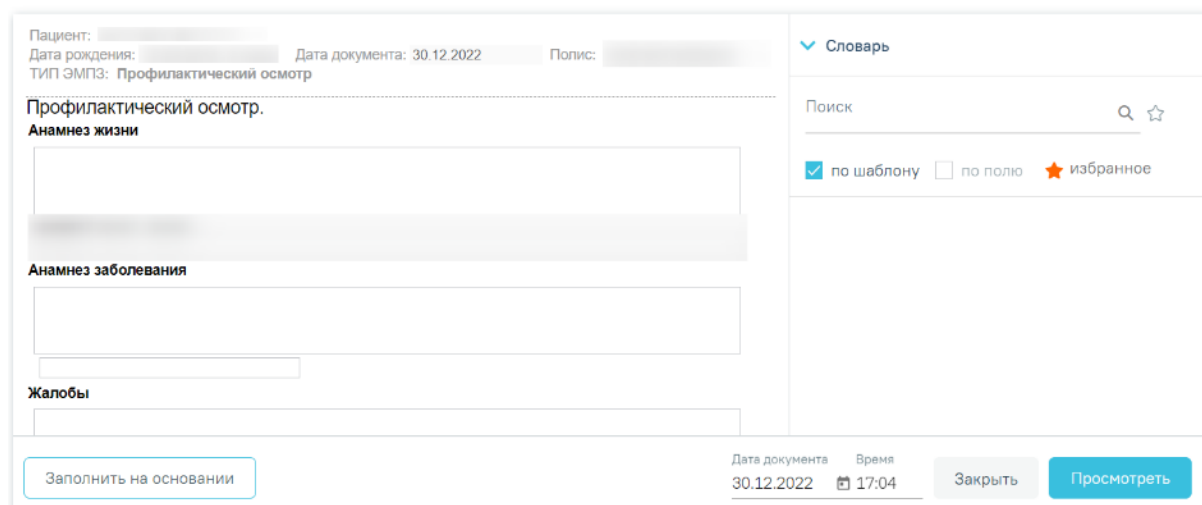 Пациент:
Дата рождения: Дата документа: 30.12.2022 Полис:
ТИП ЭМПЗ: Профилактический осмотр
Профилактический осмотр.
Анамнез жизни
Анамнез заболевания
Жалобы
Словарь
Поиск
по шаблону по полю избранное
Заполнить на основании
Дата документа Время
30.12.2022 17:04
Закрыть
Просмотреть